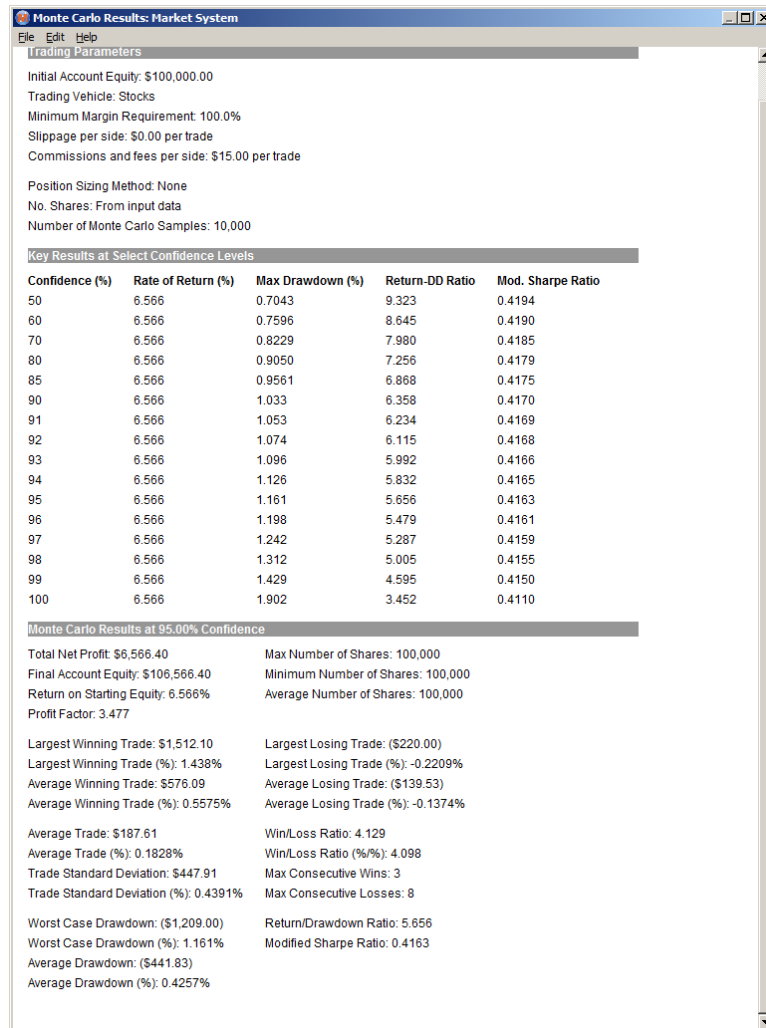 Monte Carlo Results: Market System
File Edit Help
Trading Parameters
Initial Account Equity: $100,000.00
Trading Vehicle: Stocks
Minimum Margin Requirement: 100.0%
Slippage per side: $0.00 per trade
Commissions and fees per side: $15.00 per trade
Position Sizing Method: None
No. Shares: From input data
Number of Monte Carlo Samples: 10,000
Key Results at Select Confidence Levels
Confidence (%) Rate of Return (%) Max Drawdown (%) Return-DD Ratio Mod. Sharpe Ratio
50 6.566 0.7043 9.323 0.4194
60 6.566 0.7596 8.645 0.4190
70 6.566 0.8229 7.980 0.4185
80 6.566 0.9050 7.256 0.4179
85 6.566 0.9561 6.868 0.4175
90 6.566 1.033 6.358 0.4170
91 6.566 1.053 6.234 0.4169
92 6.566 1.074 6.115 0.4168
93 6.566 1.096 5.992 0.4166
94 6.566 1.126 5.832 0.4165
95 6.566 1.161 5.656 0.4163
96 6.566 1.198 5.479 0.4161
97 6.566 1.242 5.287 0.4159
98 6.566 1.312 5.005 0.4155
99 6.566 1.429 4.595 0.4150
100 6.566 1.902 3.452 0.4110
Monte Carlo Results at 95.00% Confidence
Total Net Profit: $6,566.40 Max Number of Shares: 100,000
Final Account Equity: $106,566.40 Minimum Number of Shares: 100,000
Return on Starting Equity: 6.566% Average Number of Shares: 100,000
Profit Factor: 3.477
Largest Winning Trade: $1,512.10 Largest Losing Trade: ($220.00)
Largest Winning Trade (%): 1.438% Largest Losing Trade (%): -0.2209%
Average Winning Trade: $576.09 Average Losing Trade: ($139.53)
Average Winning Trade (%): 0.5575% Average Losing Trade (%): -0.1374%
Average Trade: $187.61 Win/Loss Ratio: 4.129
Average Trade (%): 0.1828% Win/Loss Ratio (%/%): 4.098
Trade Standard Deviation: $447.91 Max Consecutive Wins: 3
Trade Standard Deviation (%): 0.4391% Max Consecutive Losses: 8
Worst Case Drawdown: ($1,209.00) Return/Drawdown Ratio: 5.656
Worst Case Drawdown (%): 1.161% Modified Sharpe Ratio: 0.4163
Average Drawdown: ($441.83)
Average Drawdown (%): 0.4257%